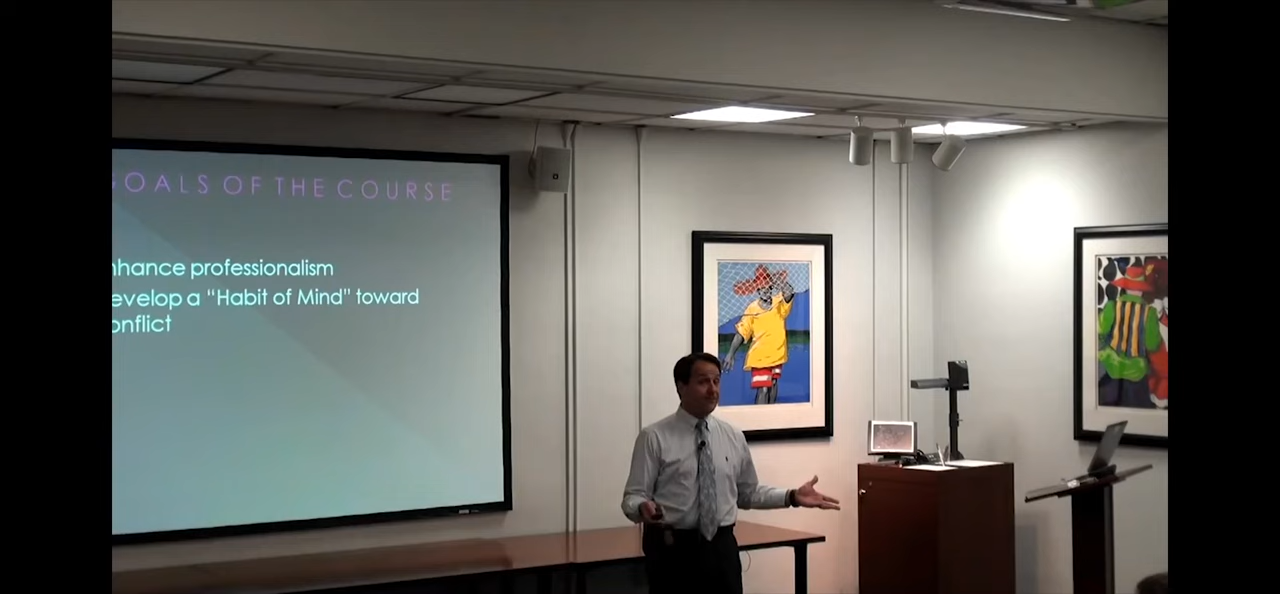 GOALS OF THE COURSE
nhance professionalism
evelop a “Habit of Mind” toward
onflict